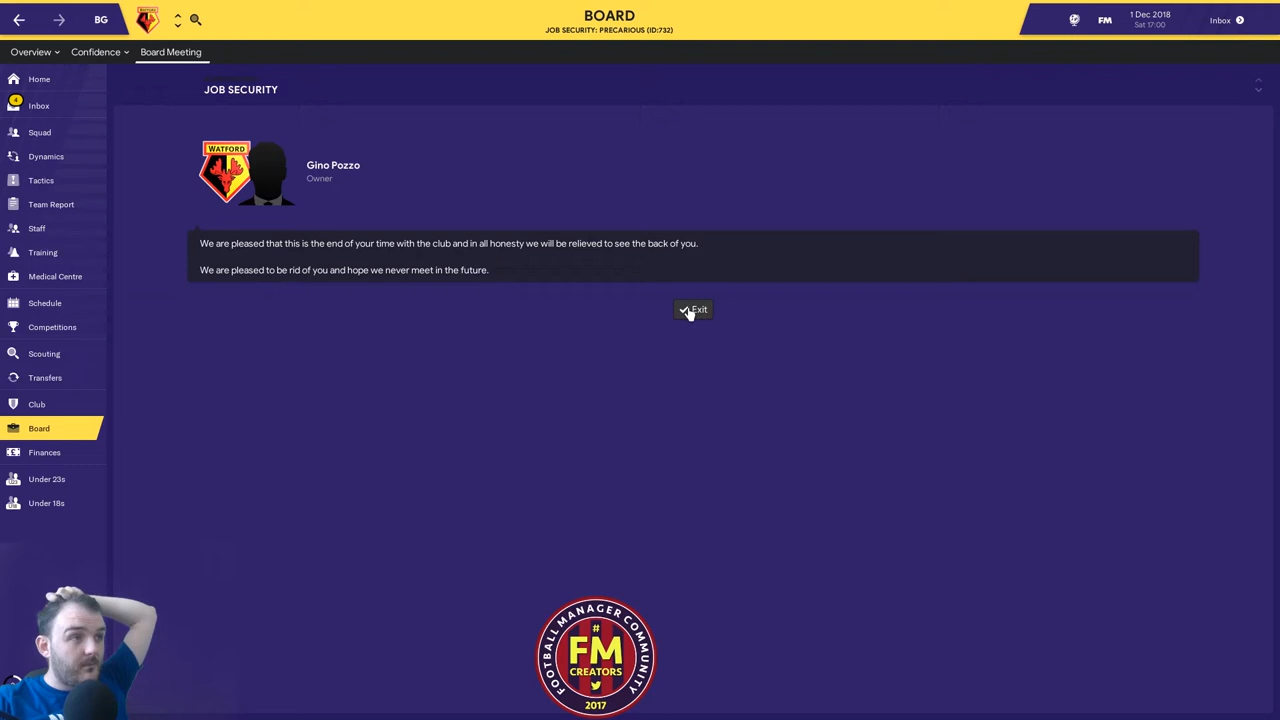 BG
BOARD
JOB SECURITY: PRECARIOUS (ID:732)
FM
1 Dec 2018
Sat 17:00
Inbox
Overview
Confidence
Board Meeting
Home
4
Inbox
Squad
Dynamics
Tactics
Team Report
Staff
Training
Medical Centre
Schedule
Competitions
Scouting
Transfers
Club
Board
Finances
Under 23s
Under 18s
JOB SECURITY
WATFORD
Gino Pozzo
Owner
We are pleased that this is the end of your time with the club and in all honesty we will be relieved to see the back of you.
We are pleased to be rid of you and hope we never meet in the future.
Exit
FOOTBALL MANAGER COMMUNITY
#
FM
CREATORS
2017